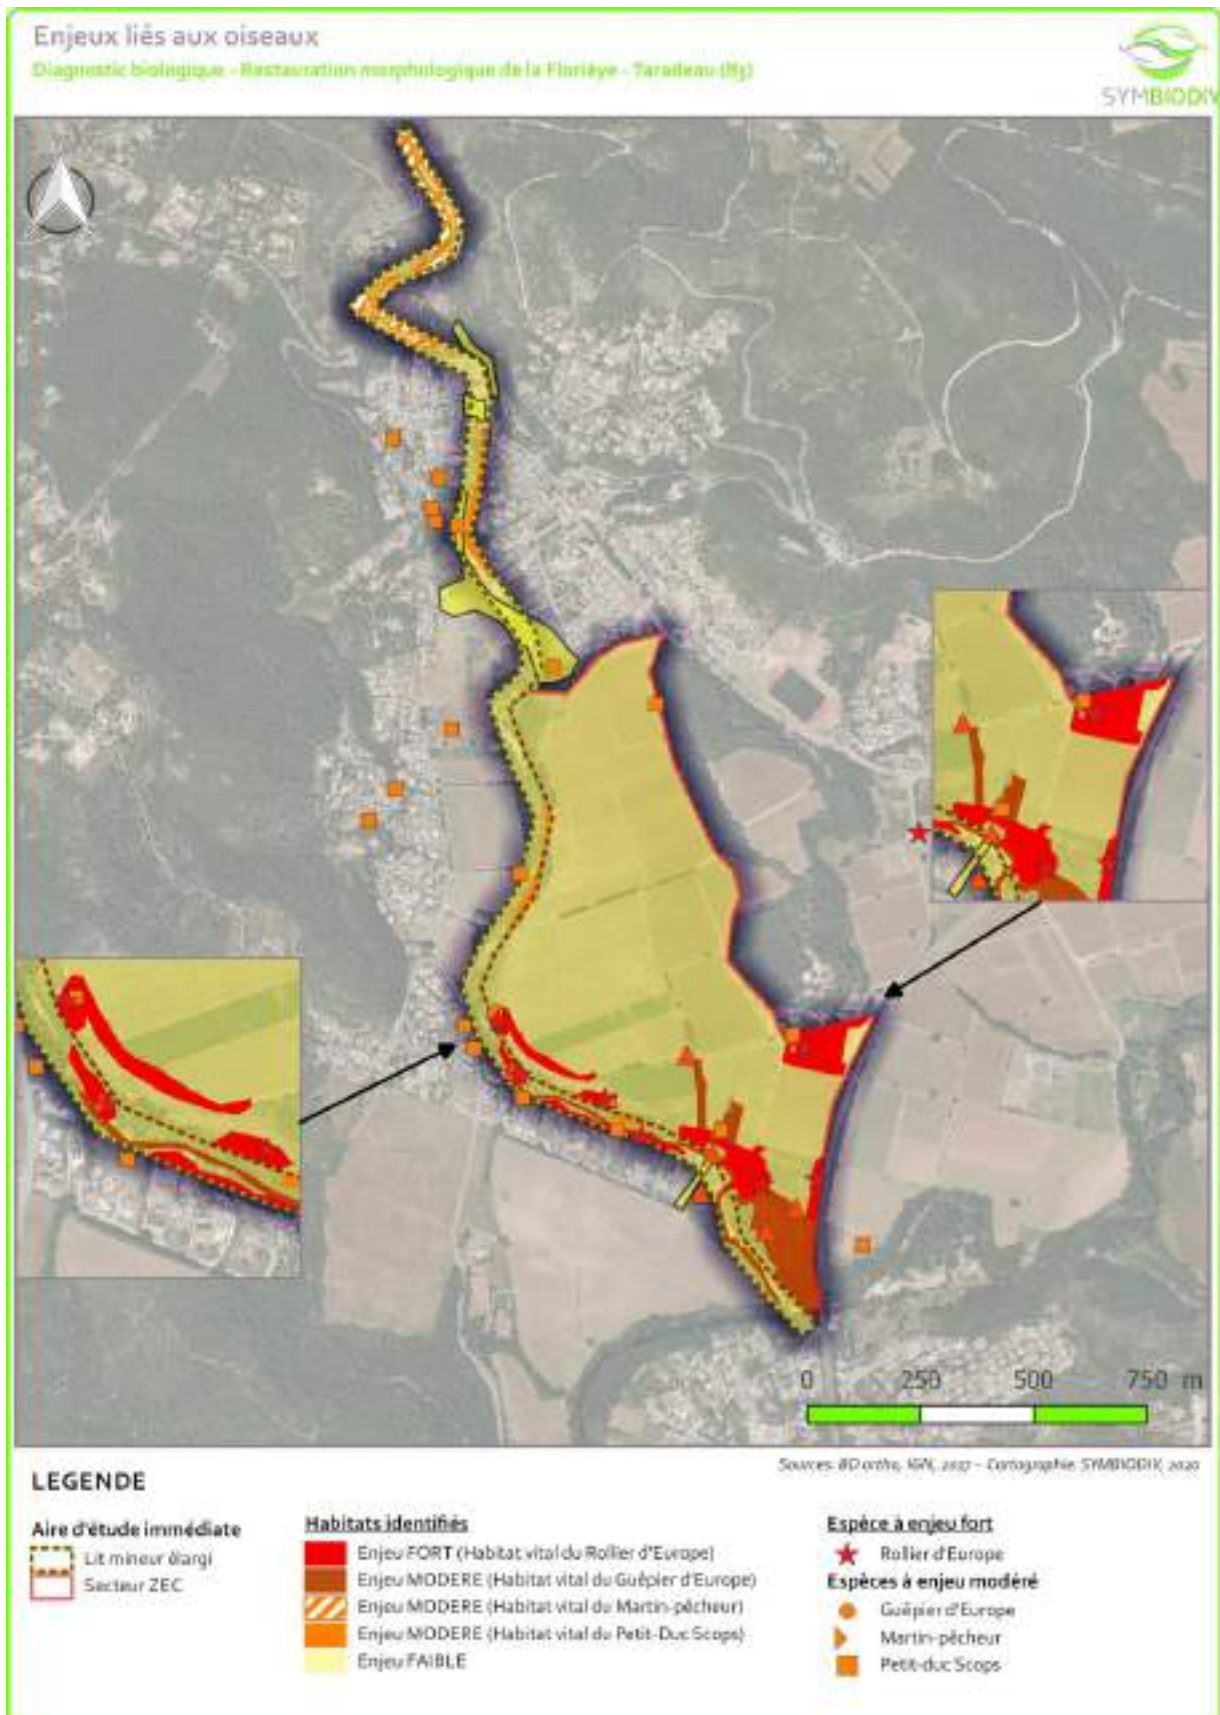 Enjeux liés aux oiseaux
Diagnostic biologique - Restauration morphologique de la Florièye - Taradeau (83)
SYMBIODIV
0 250 500 750 m
Sources: BD ortho, IGN, 2017 - Cartographie: SYMBIODIV, 2020
LEGENDE
Aire d'étude immédiate
Lit mineur élargi
Secteur ZEC
Habitats identifiés
Enjeu FORT (Habitat vital du Rollier d'Europe)
Enjeu MODERE (Habitat vital du Guêpier d'Europe)
Enjeu MODERE (Habitat vital du Martin-pêcheur)
Enjeu MODERE (Habitat vital du Petit-Duc Scops)
Enjeu FAIBLE
Espèce à enjeu fort
Rollier d'Europe
Espèces à enjeu modéré
Guêpier d'Europe
Martin-pêcheur
Petit-duc Scops